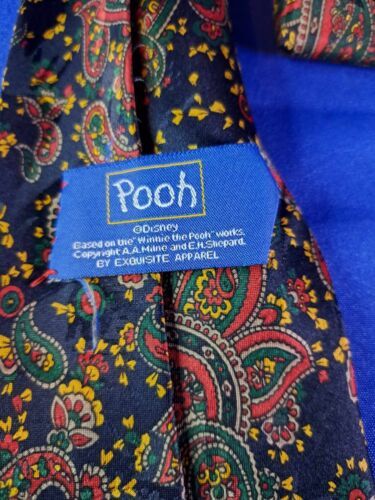 Pooh
©Disney
Based on the "Winnie the Pooh" works.
Copyright A.A.Milne and E.H.Shepard.
BY EXQUISITE APPAREL